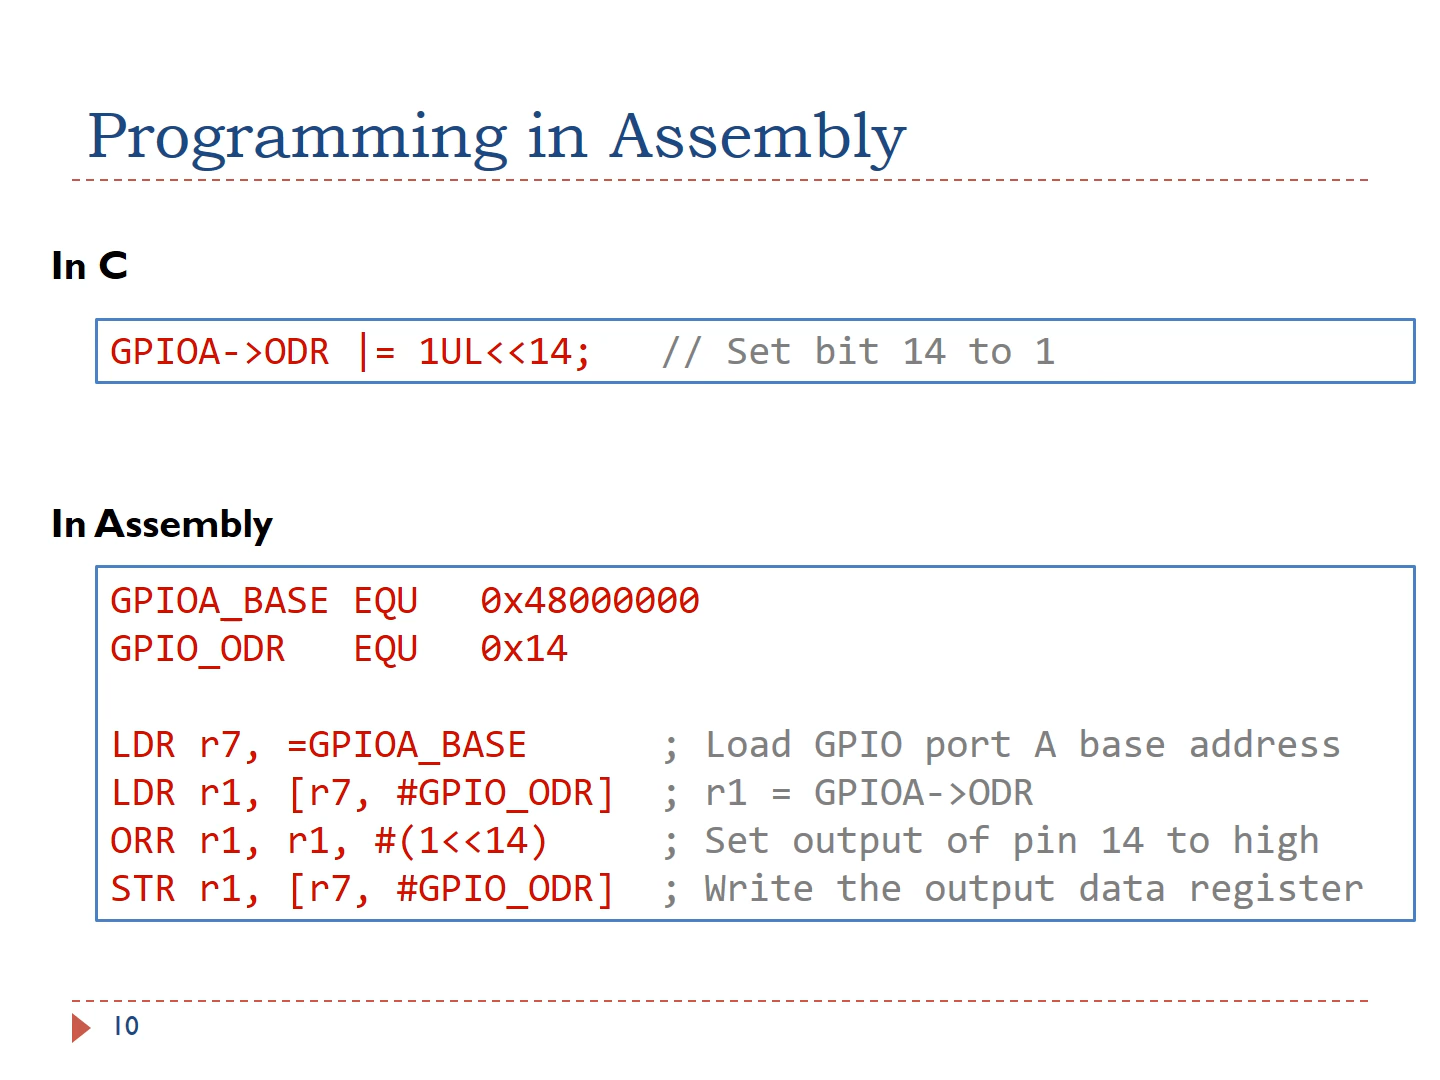 Programming in Assembly
In C
GPIOA->ODR |= 1UL<<14;   // Set bit 14 to 1
In Assembly
GPIOA_BASE EQU   0x48000000
GPIO_ODR   EQU   0x14
LDR r7, =GPIOA_BASE      ; Load GPIO port A base address
LDR r1, [r7, #GPIO_ODR]  ; r1 = GPIOA->ODR
ORR r1, r1, #(1<<14)     ; Set output of pin 14 to high
STR r1, [r7, #GPIO_ODR]  ; Write the output data register
10